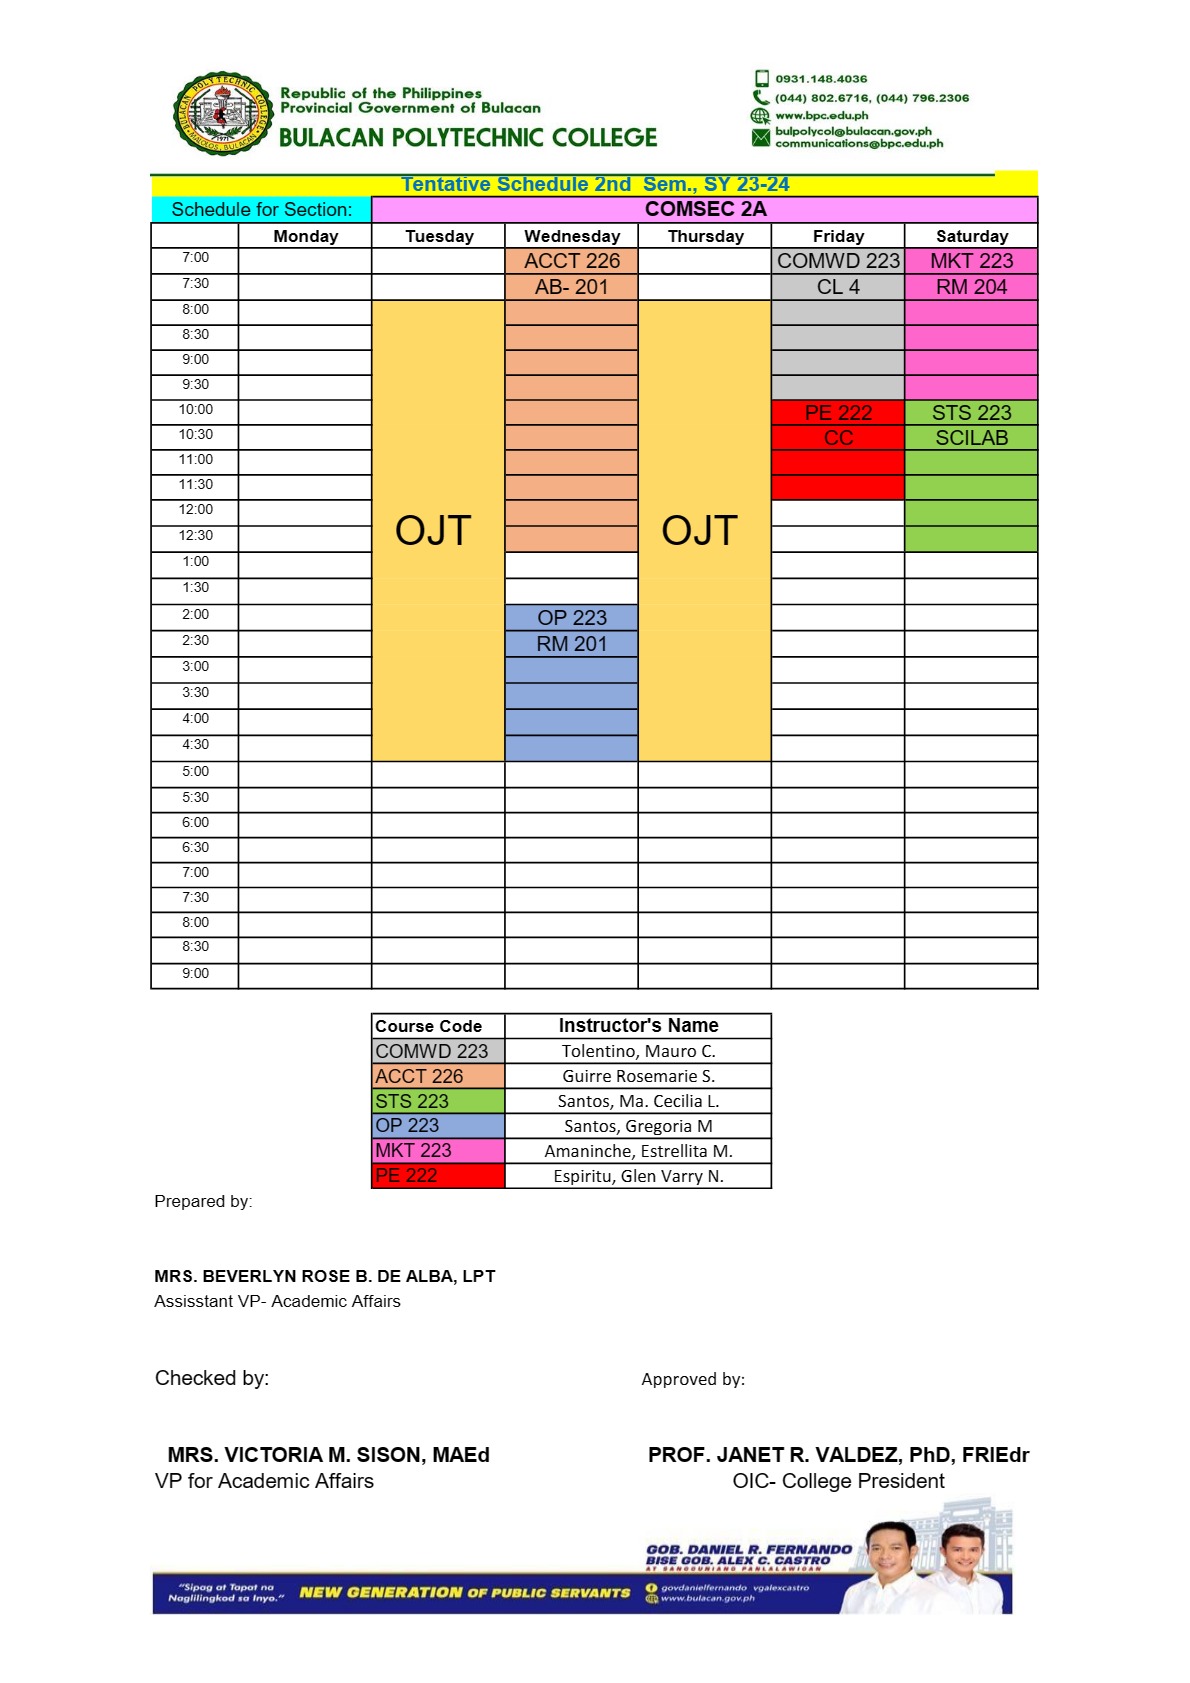 Republic of the Philippines
Provincial Government of Bulacan
BULACAN POLYTECHNIC COLLEGE
BULACAN POLYTECHNIC COLLEGE
1971
MALOLOS, BULACAN
0931.148.4036
(044) 802.6716, (044) 796.2306
www.bpc.edu.ph
bulpolycol@bulacan.gov.ph
communications@bpc.edu.ph
Tentative Schedule 2nd Sem., SY 23-24
Schedule for Section: COMSEC 2A
Monday Tuesday Wednesday Thursday Friday Saturday
7:00 ACCT 226 COMWD 223 MKT 223
7:30 AB- 201 CL 4 RM 204
8:00
8:30
9:00
9:30
10:00 PE 222 STS 223
10:30 CC SCILAB
11:00
11:30
12:00
12:30 OJT OJT
1:00
1:30
2:00 OP 223
2:30 RM 201
3:00
3:30
4:00
4:30
5:00
5:30
6:00
6:30
7:00
7:30
8:00
8:30
9:00
Course Code Instructor's Name
COMWD 223 Tolentino, Mauro C.
ACCT 226 Guirre Rosemarie S.
STS 223 Santos, Ma. Cecilia L.
OP 223 Santos, Gregoria M
MKT 223 Amaninche, Estrellita M.
PE 222 Espiritu, Glen Varry N.
Prepared by:
MRS. BEVERLYN ROSE B. DE ALBA, LPT
Assisstant VP- Academic Affairs
Checked by: Approved by:
MRS. VICTORIA M. SISON, MAEd PROF. JANET R. VALDEZ, PhD, FRIEdr
VP for Academic Affairs OIC- College President
GOB. DANIEL R. FERNANDO
BISE GOB. ALEX C. CASTRO
AT SANGGUNIANG PANLALAWIGAN
"Sipag at Tapat na
Naglilingkod sa Inyo."
NEW GENERATION OF PUBLIC SERVANTS
govdanielfernando vgalexcastro
www.bulacan.gov.ph